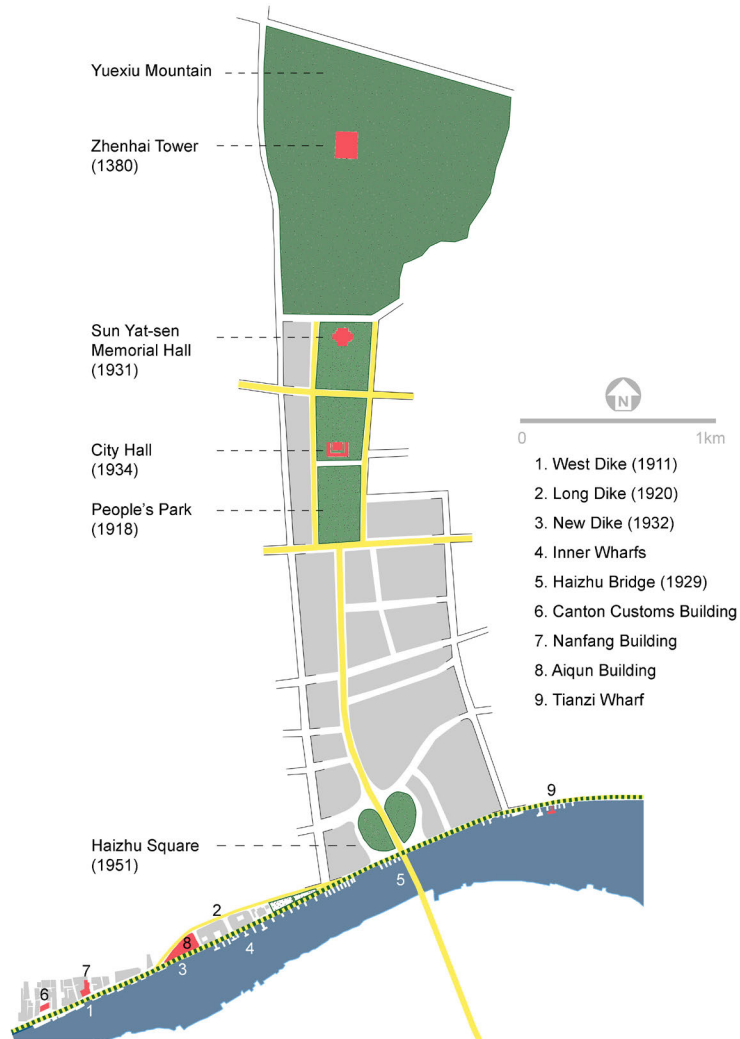 Yuexiu Mountain
Zhenhai Tower
(1380)
Sun Yat-sen
Memorial Hall
(1931)
City Hall
(1934)
People's Park
(1918)
Haizhu Square
(1951)
N
0
1km
1. West Dike (1911)
2. Long Dike (1920)
3. New Dike (1932)
4. Inner Wharfs
5. Haizhu Bridge (1929)
6. Canton Customs Building
7. Nanfang Building
8. Aiqun Building
9. Tianzi Wharf
9
5
2
8
4
3
7
6
1